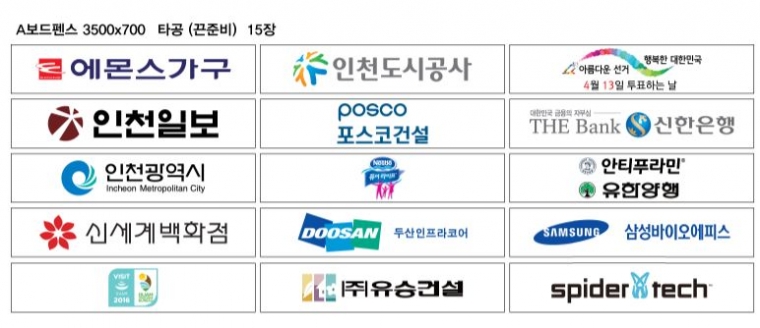 A보드펜스 3500x700 타공 (끈준비) 15장
에몬스가구
인천도시공사
행복한 대한민국
아름다운 선거
4월 13일 투표하는 날
인천일보
posco
포스코건설
대한민국 금융의 자부심
THE Bank 신한은행
인천광역시
Incheon Metropolitan City
Nestlé
퓨어라이프
안티푸라민®
유한양행
신세계백화점
DOOSAN 두산인프라코어
SAMSUNG 삼성바이오에피스
VISIT
2016
(주)유승건설
spider tech™